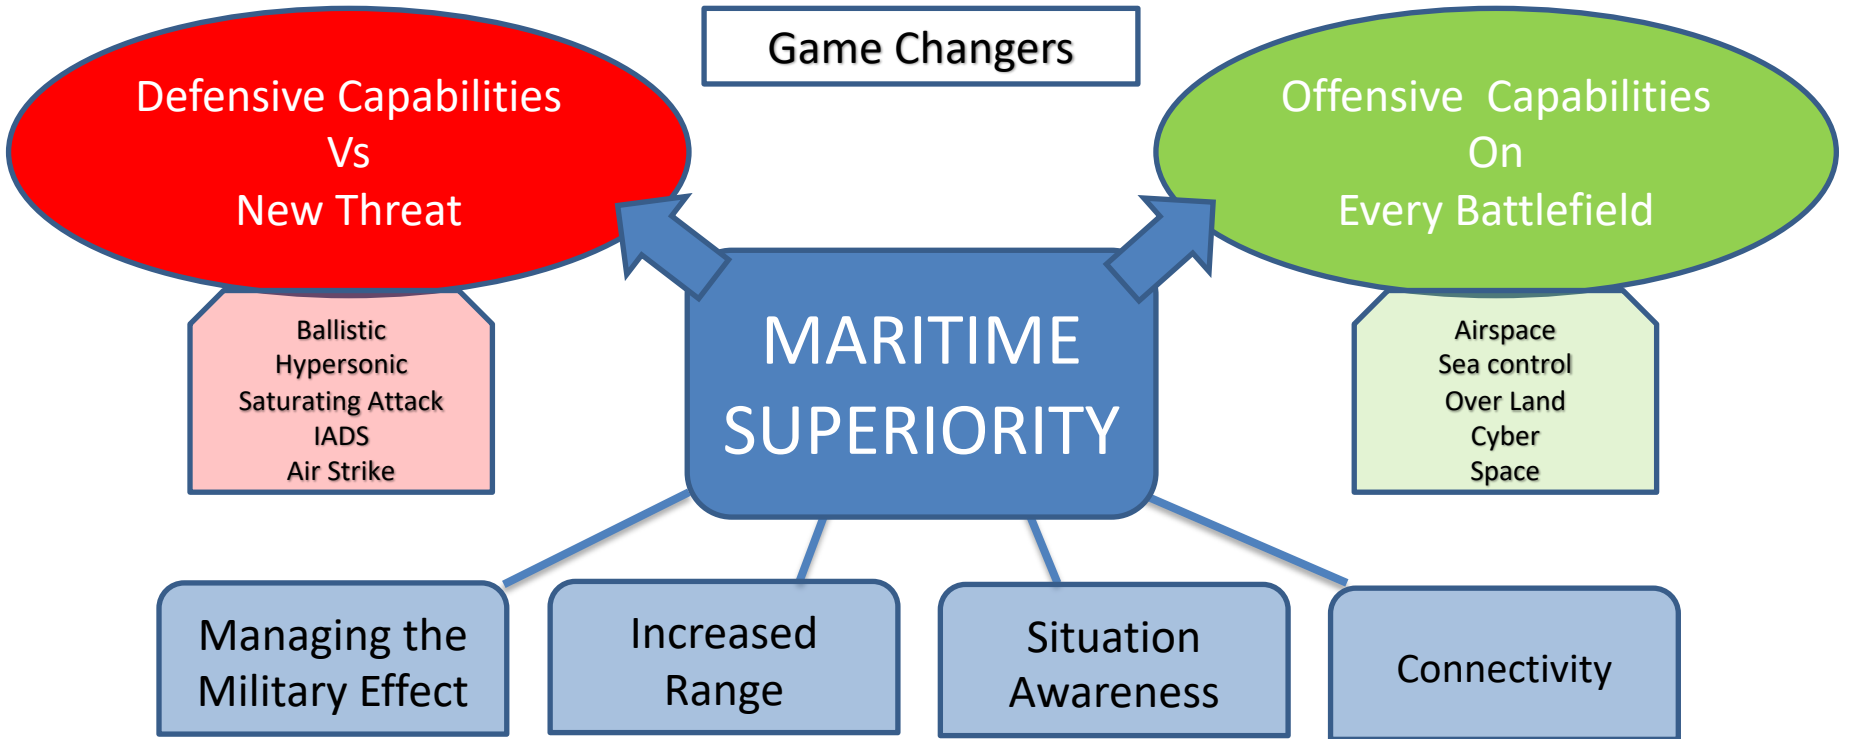 Game Changers
Defensive Capabilities
Vs
New Threat
Offensive Capabilities
On
Every Battlefield
Ballistic
Hypersonic
Saturating Attack
IADS
Air Strike
MARITIME
SUPERIORITY
Airspace
Sea control
Over Land
Cyber
Space
Managing the
Military Effect
Increased
Range
Situation
Awareness
Connectivity